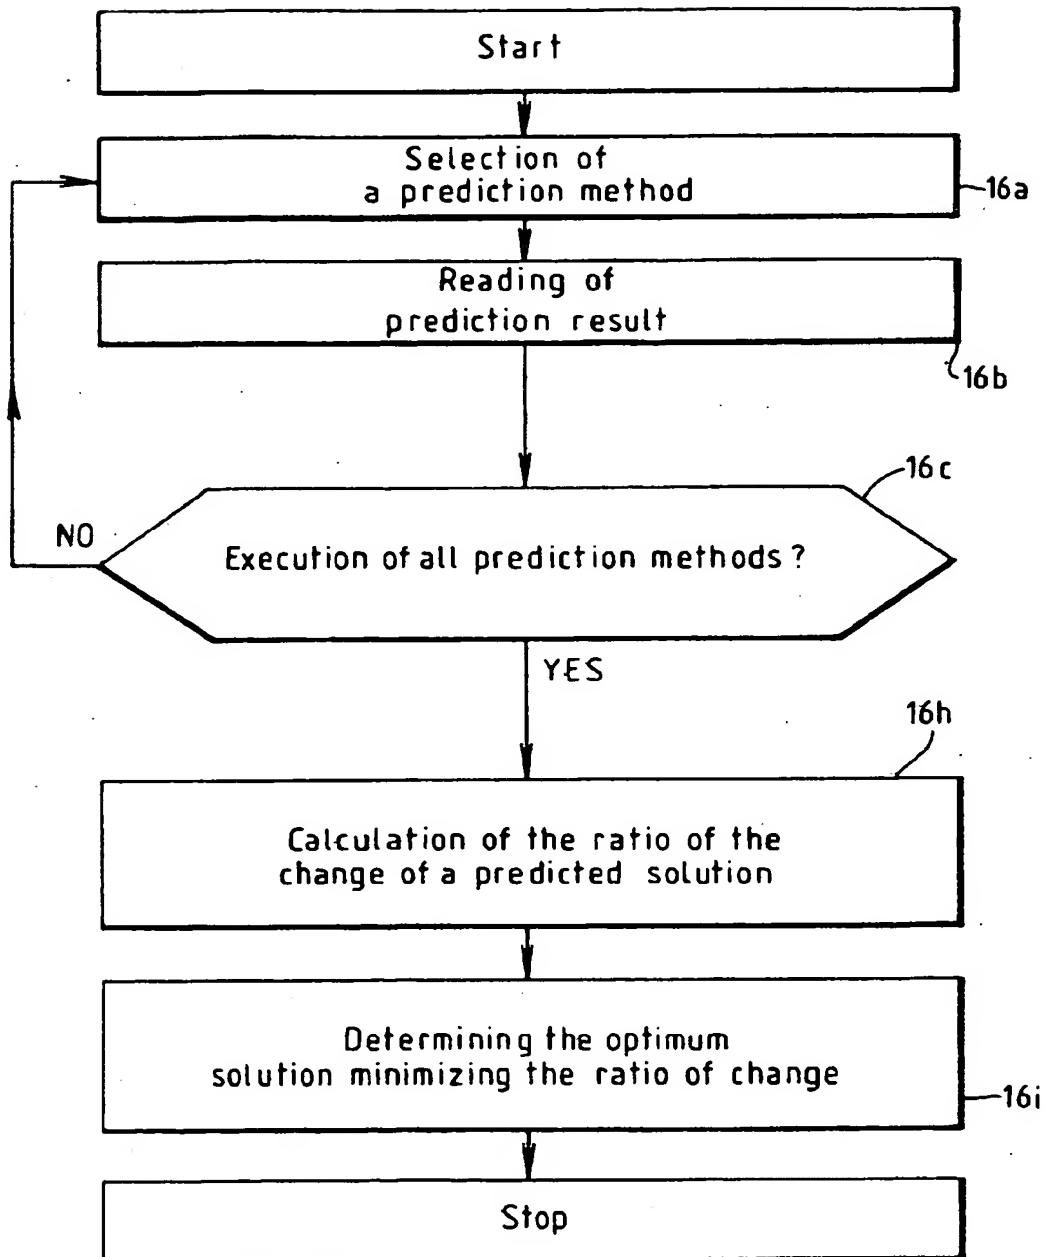 Start
Selection of
a prediction method
16a
Reading of
prediction result
16b
16c
NO
Execution of all prediction methods ?
YES
16h
Calculation of the ratio of the
change of a predicted solution
Determining the optimum
solution minimizing the ratio of change
16i
Stop